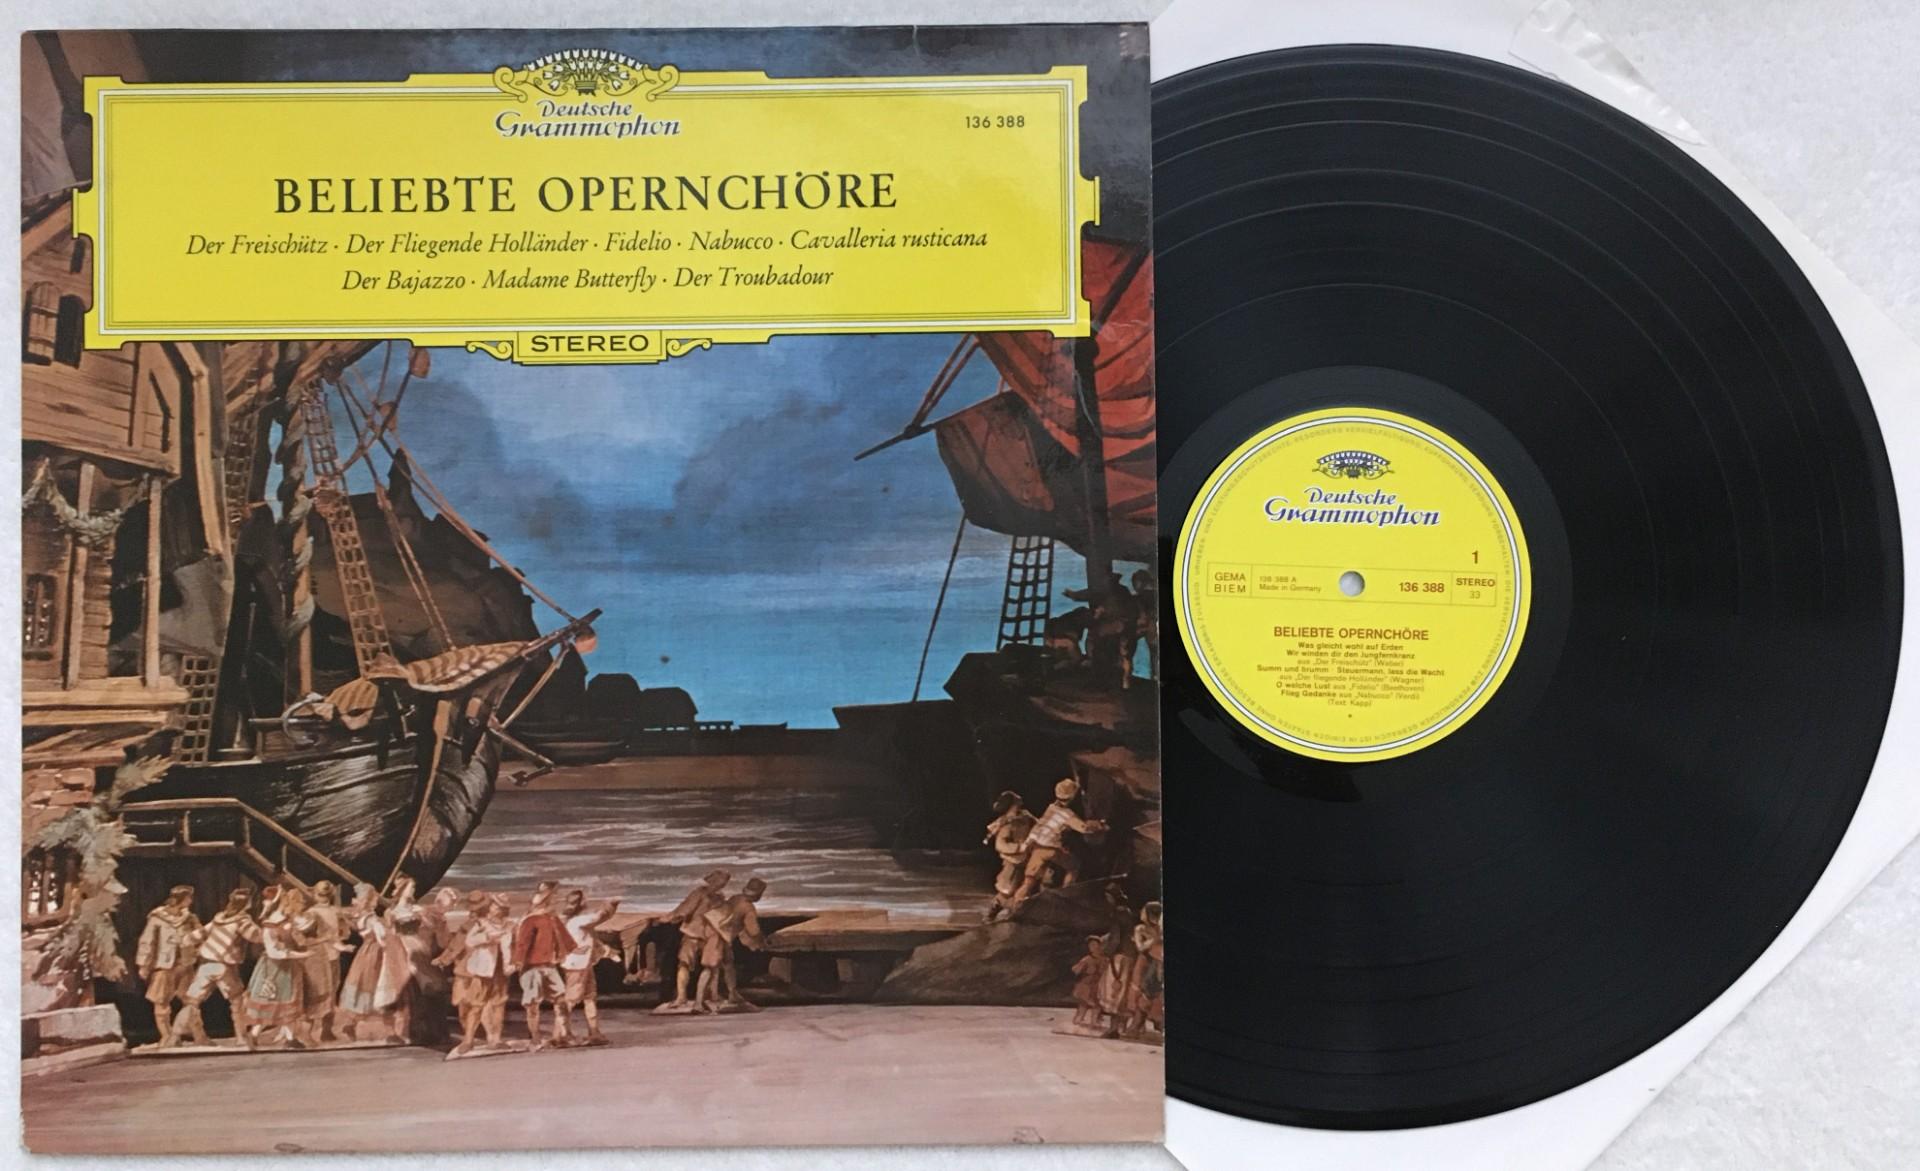 Deutsche
Grammophon
136 388
BELIEBTE OPERNCHÖRE
Der Freischütz · Der Fliegende Holländer · Fidelio · Nabucco · Cavalleria rusticana
Der Bajazzo · Madame Butterfly · Der Troubadour
STEREO
Deutsche
Grammophon
1
GEMA
BIEM
136 388 A
Made in Germany
136 388
STEREO
33
BELIEBTE OPERNCHÖRE
Was gleicht wohl auf Erden
Wir winden dir den Jungfernkranz
aus „Der Freischütz" (Weber)
Summ und brumm · Steuermann, lass die Wacht
aus „Der fliegende Holländer" (Wagner)
O welche Lust aus „Fidelio" (Beethoven)
Flieg Gedanke aus „Nabucco" (Verdi)
(Text: Kapp)